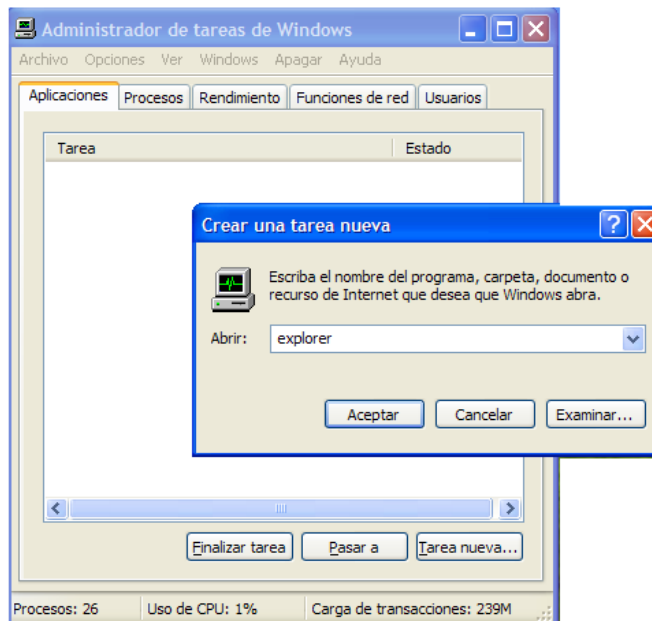 Administrador de tareas de Windows
Archivo Opciones Ver Windows Apagar Ayuda
Aplicaciones Procesos Rendimiento Funciones de red Usuarios
Tarea Estado
Crear una tarea nueva
Escriba el nombre del programa, carpeta, documento o
recurso de Internet que desea que Windows abra.
Abrir: explorer
Aceptar Cancelar Examinar...
Finalizar tarea Pasar a Tarea nueva...
Procesos: 26 Uso de CPU: 1% Carga de transacciones: 239M